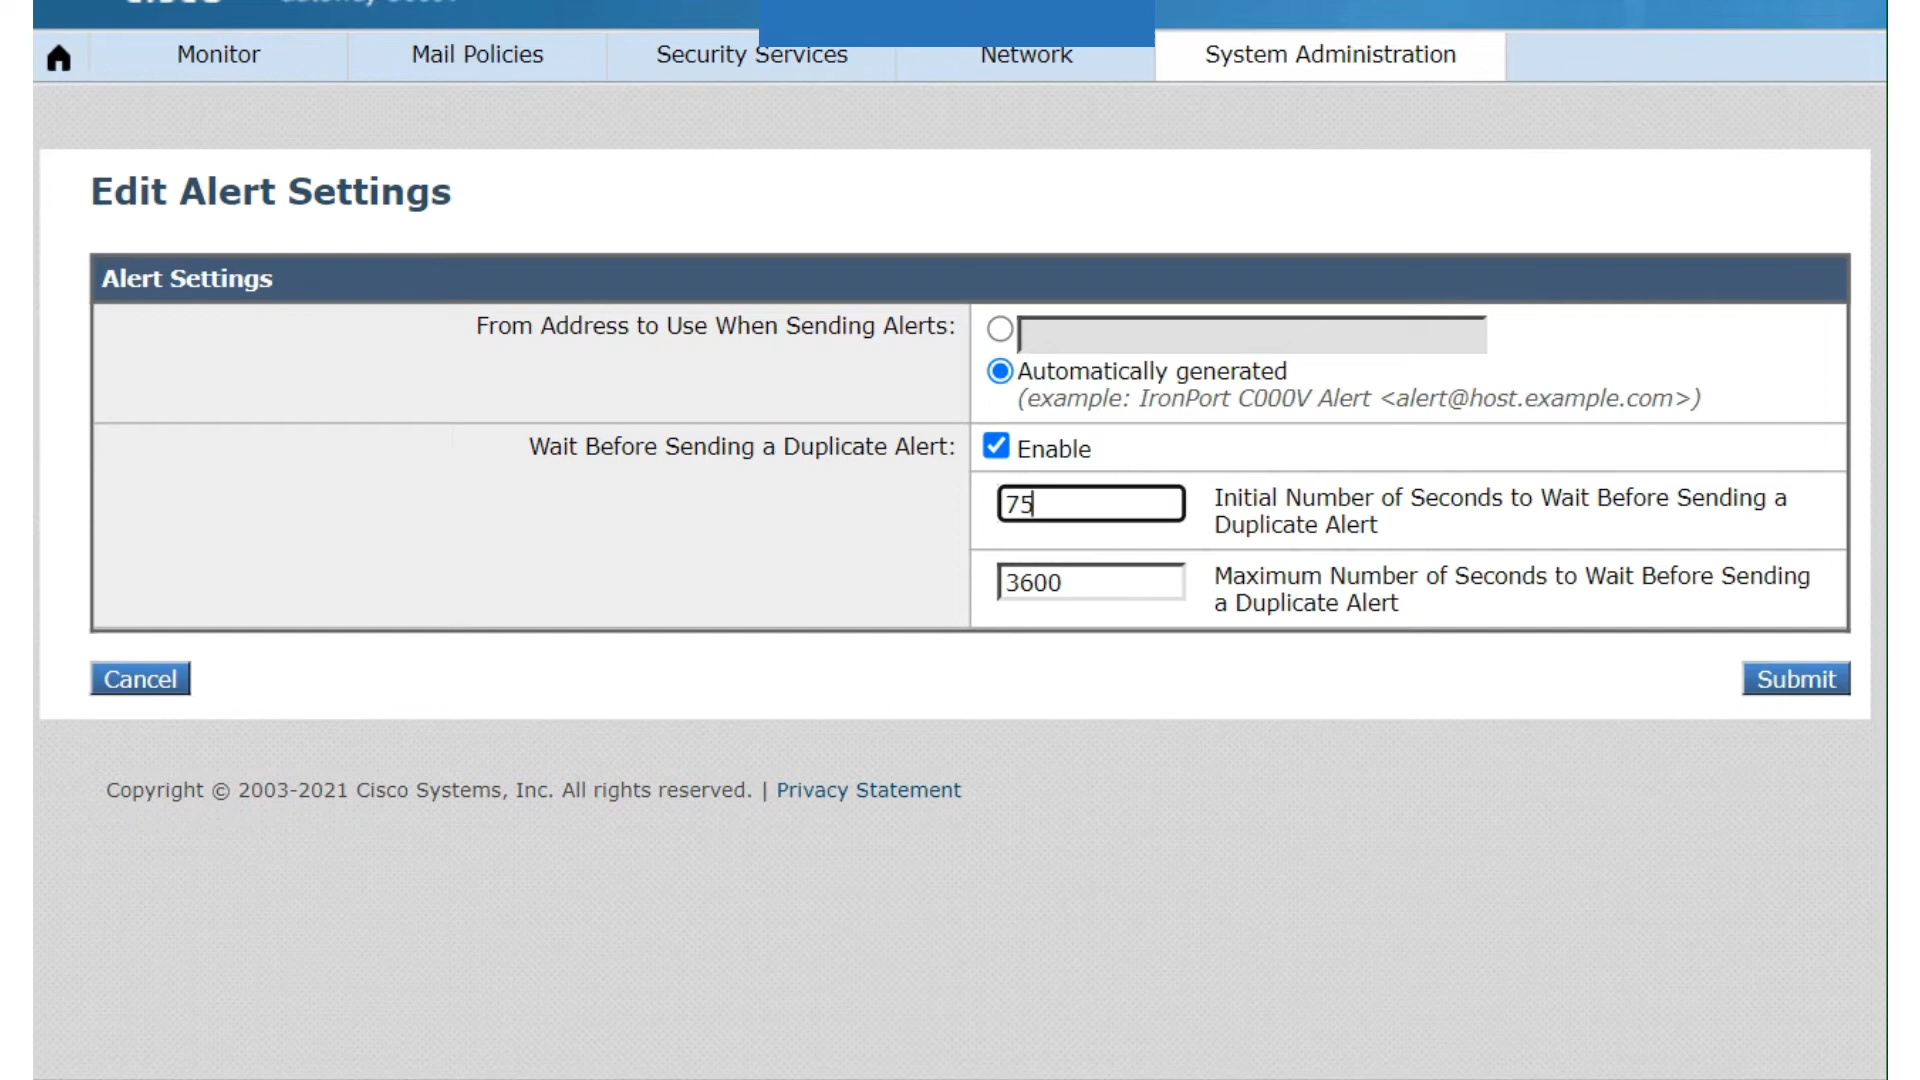 Monitor
Mail Policies
Security Services
Network
System Administration
Edit Alert Settings
Alert Settings
From Address to Use When Sending Alerts:
Automatically generated
(example: IronPort C000V Alert <alert@host.example.com>)
Wait Before Sending a Duplicate Alert:
Enable
75
Initial Number of Seconds to Wait Before Sending a
Duplicate Alert
3600
Maximum Number of Seconds to Wait Before Sending
a Duplicate Alert
Cancel
Submit
Copyright © 2003-2021 Cisco Systems, Inc. All rights reserved. | Privacy Statement